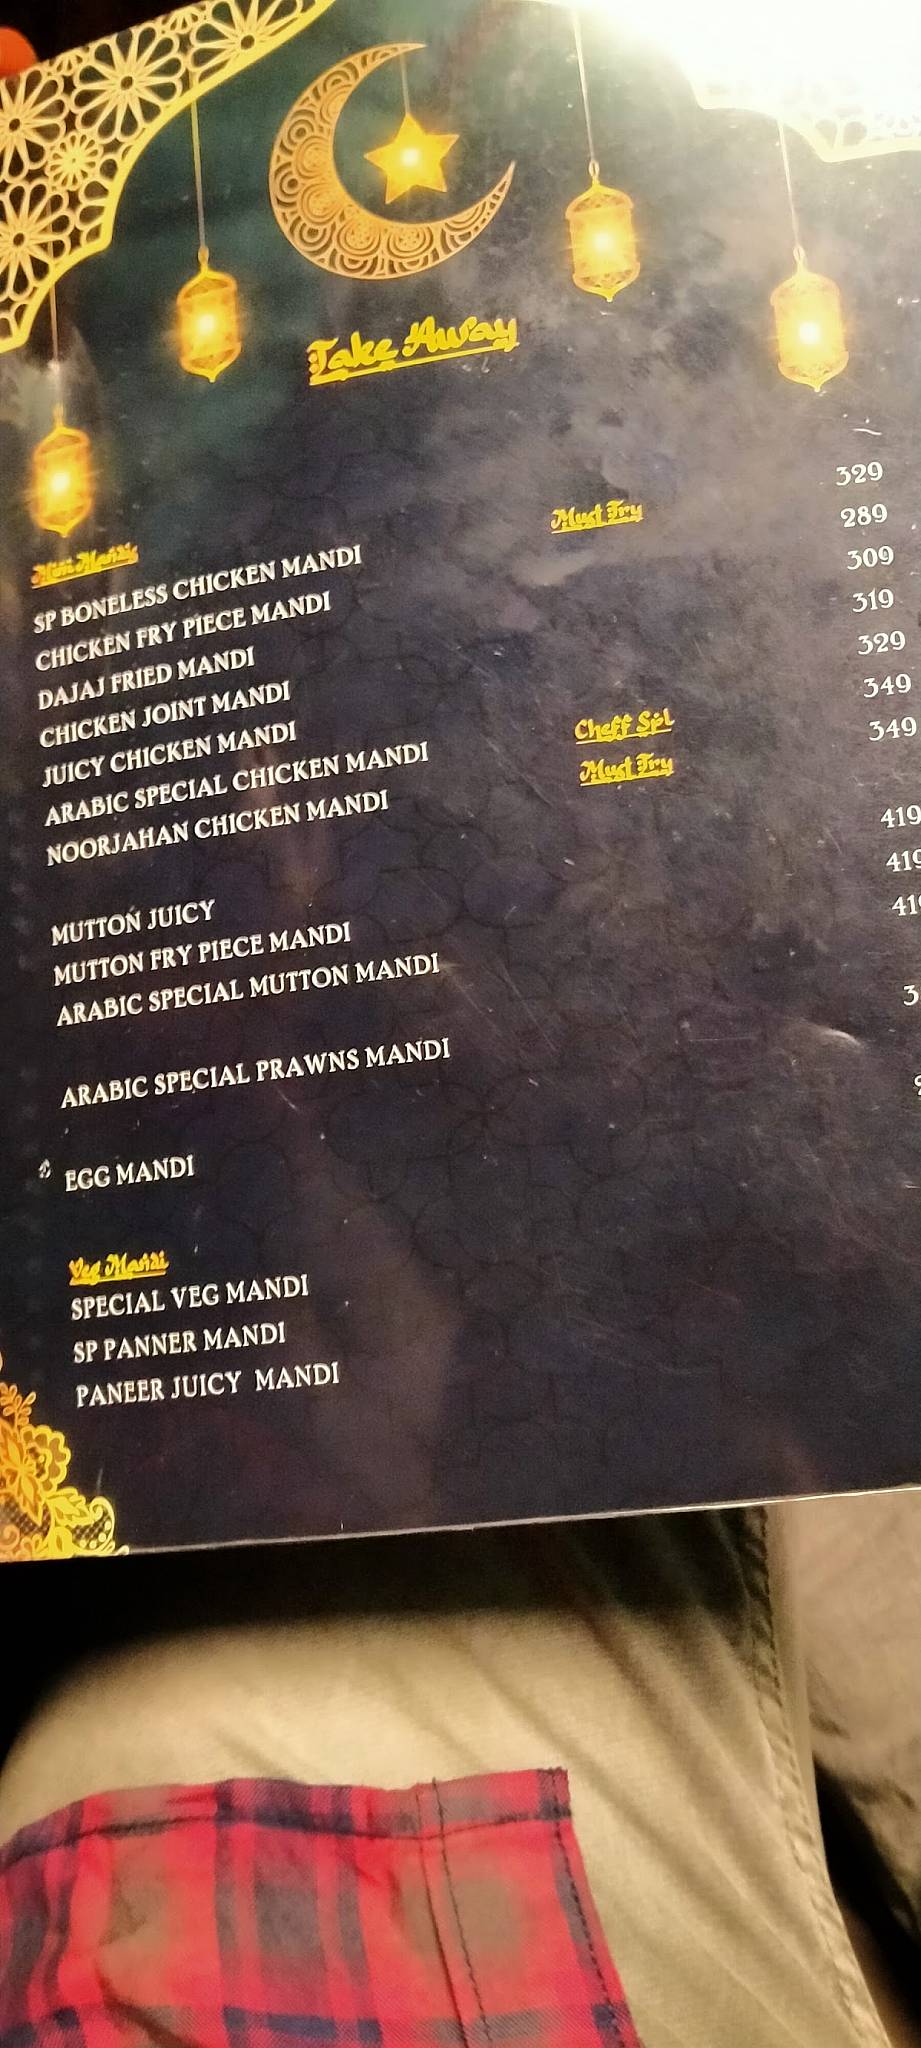 Take Away
Mini Mandi
SP BONELESS CHICKEN MANDI Must Try 329
CHICKEN FRY PIECE MANDI 289
DAJAJ FRIED MANDI 309
CHICKEN JOINT MANDI 319
JUICY CHICKEN MANDI 329
ARABIC SPECIAL CHICKEN MANDI Cheff Spl 349
NOORJAHAN CHICKEN MANDI Must Try 349
MUTTON JUICY 419
MUTTON FRY PIECE MANDI 419
ARABIC SPECIAL MUTTON MANDI
ARABIC SPECIAL PRAWNS MANDI
EGG MANDI
Veg Mandi
SPECIAL VEG MANDI
SP PANNER MANDI
PANEER JUICY MANDI